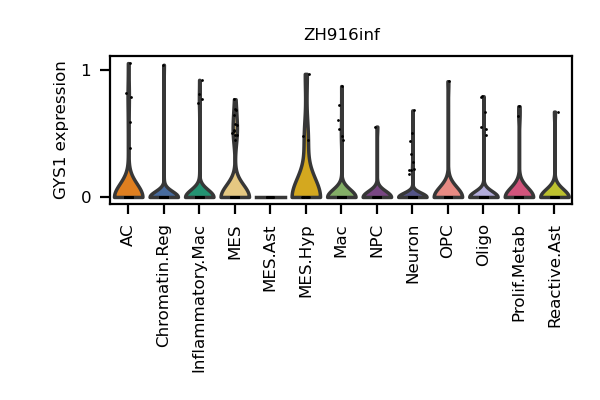 ZH916inf
GYS1 expression
1
0
AC
Chromatin.Reg
Inflammatory.Mac
MES
MES.Ast
MES.Hyp
Mac
NPC
Neuron
OPC
Oligo
Prolif.Metab
Reactive.Ast